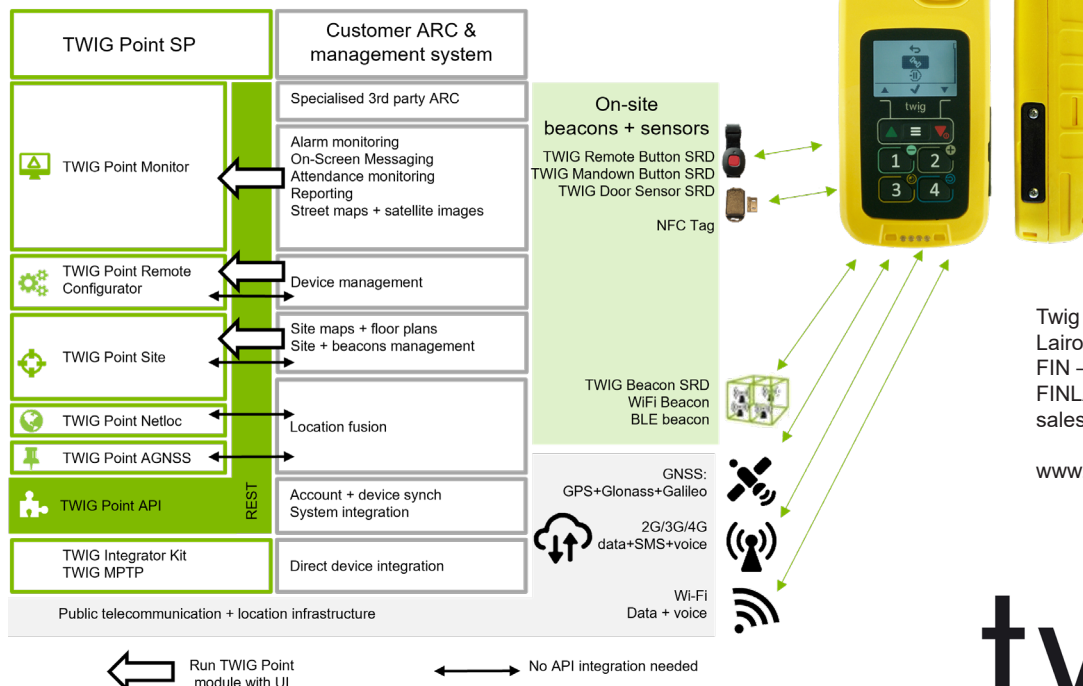 TWIG Point SP
Customer ARC &
management system
TWIG Point Monitor
Specialised 3rd party ARC
Alarm monitoring
On-Screen Messaging
Attendance monitoring
Reporting
Street maps + satellite images
TWIG Point Remote
Configurator
Device management
TWIG Point Site
Site maps + floor plans
Site + beacons management
TWIG Point Netloc
Location fusion
TWIG Point AGNSS
TWIG Point API
REST
Account + device synch
System integration
TWIG Integrator Kit
TWIG MPTP
Direct device integration
Public telecommunication + location infrastructure
On-site
beacons + sensors
TWIG Remote Button SRD
TWIG Mandown Button SRD
TWIG Door Sensor SRD
NFC Tag
TWIG Beacon SRD
WiFi Beacon
BLE beacon
GNSS:
GPS+Glonass+Galileo
2G/3G/4G
data+SMS+voice
Wi-Fi
Data + voice
twig
1 2
3 4
Twig
Lairo
FIN –
FINL
sales
www
tw
Run TWIG Point
module with UI
No API integration needed